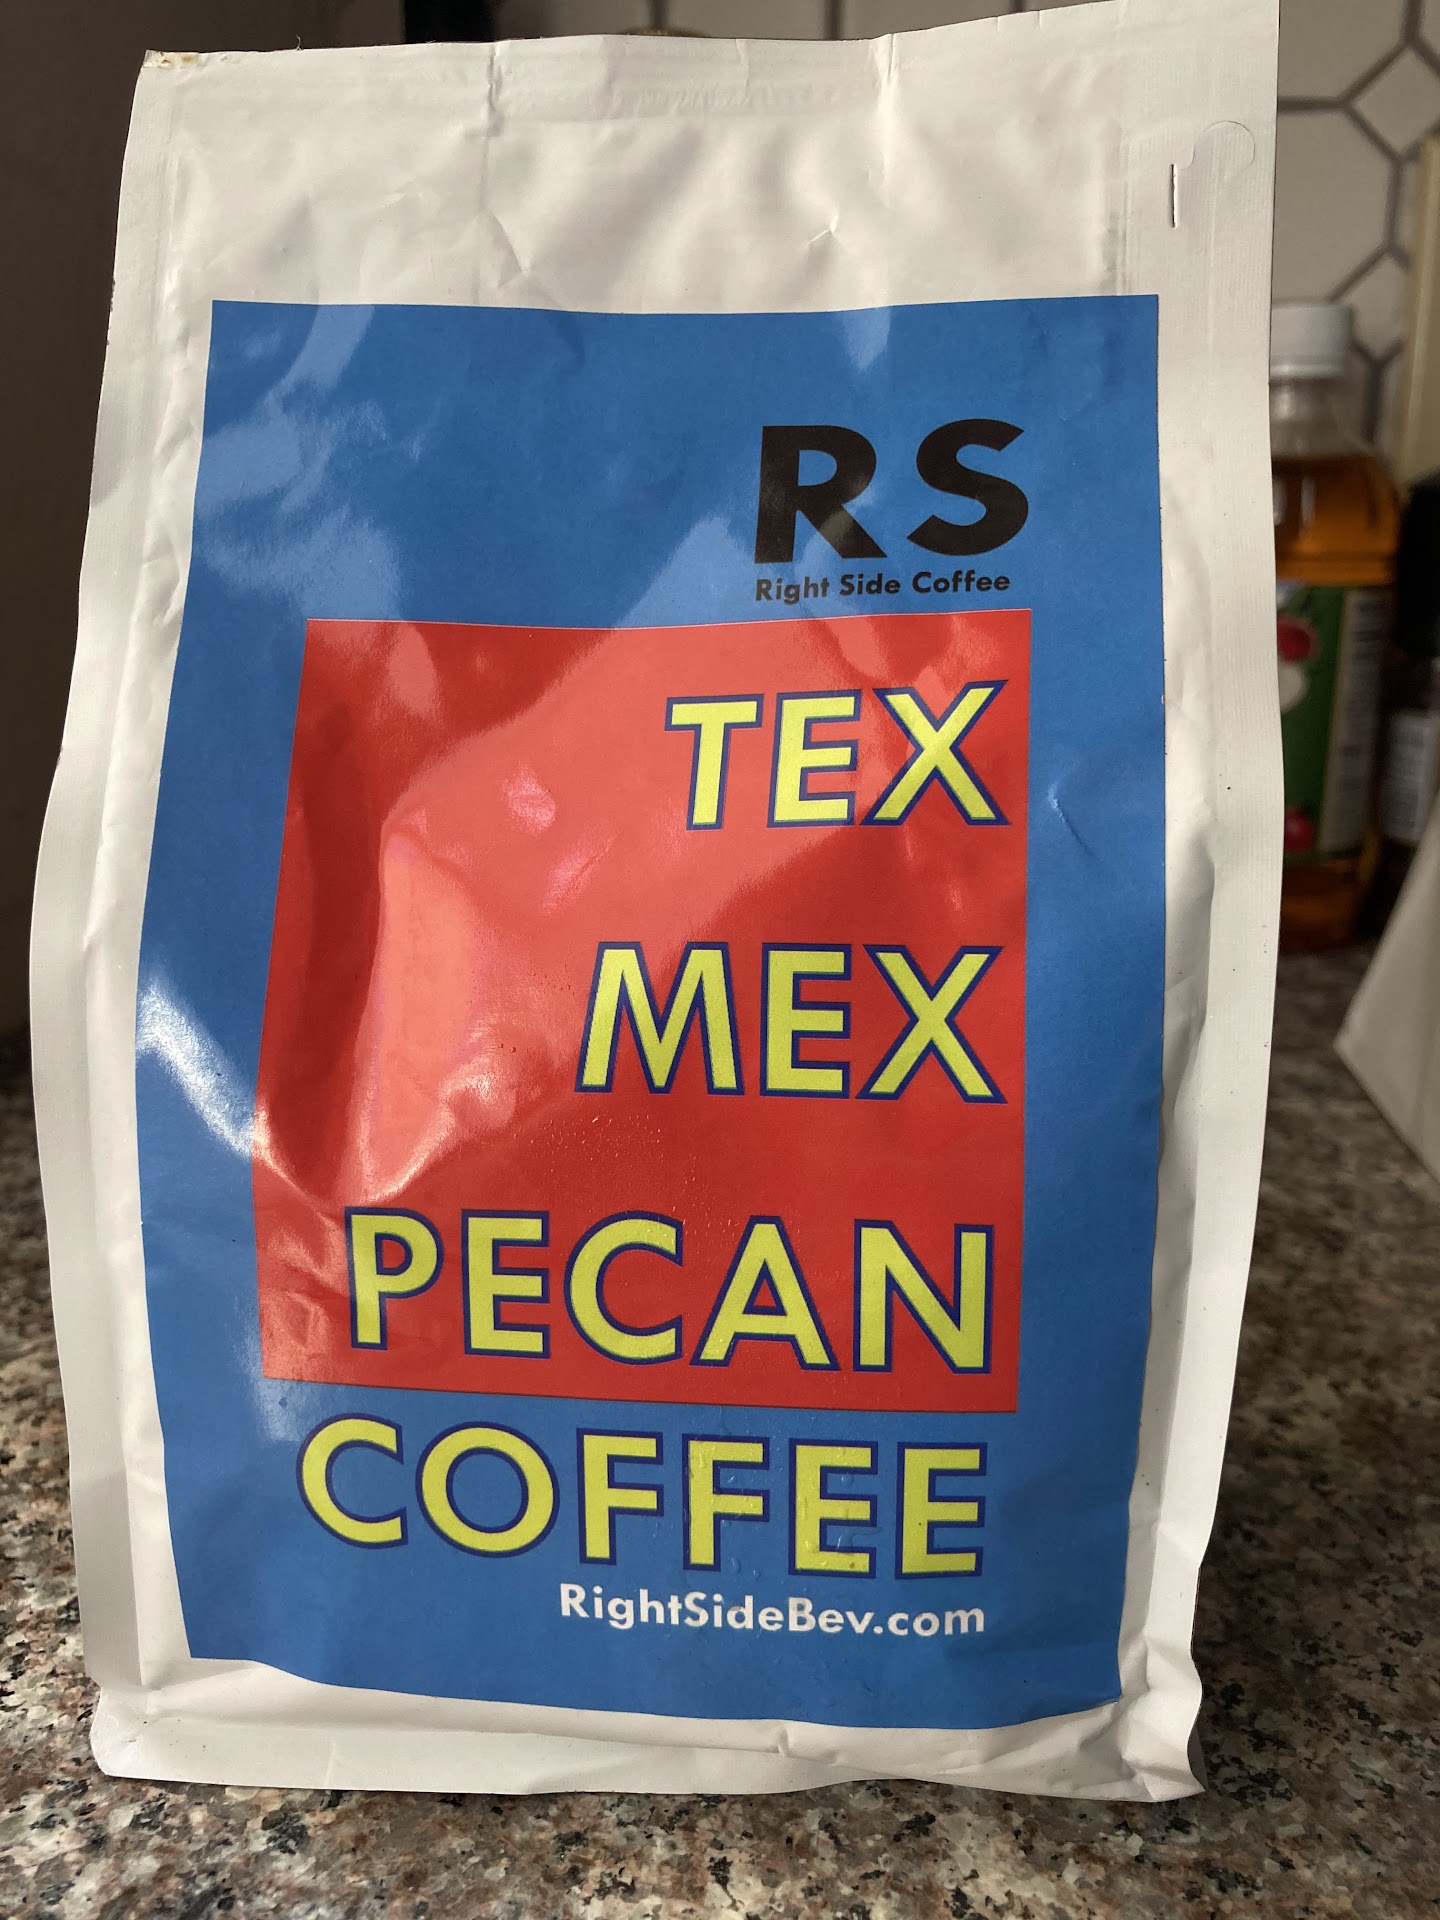 RS
Right Side Coffee
TEX
MEX
PECAN
COFFEE
RightSideBev.com